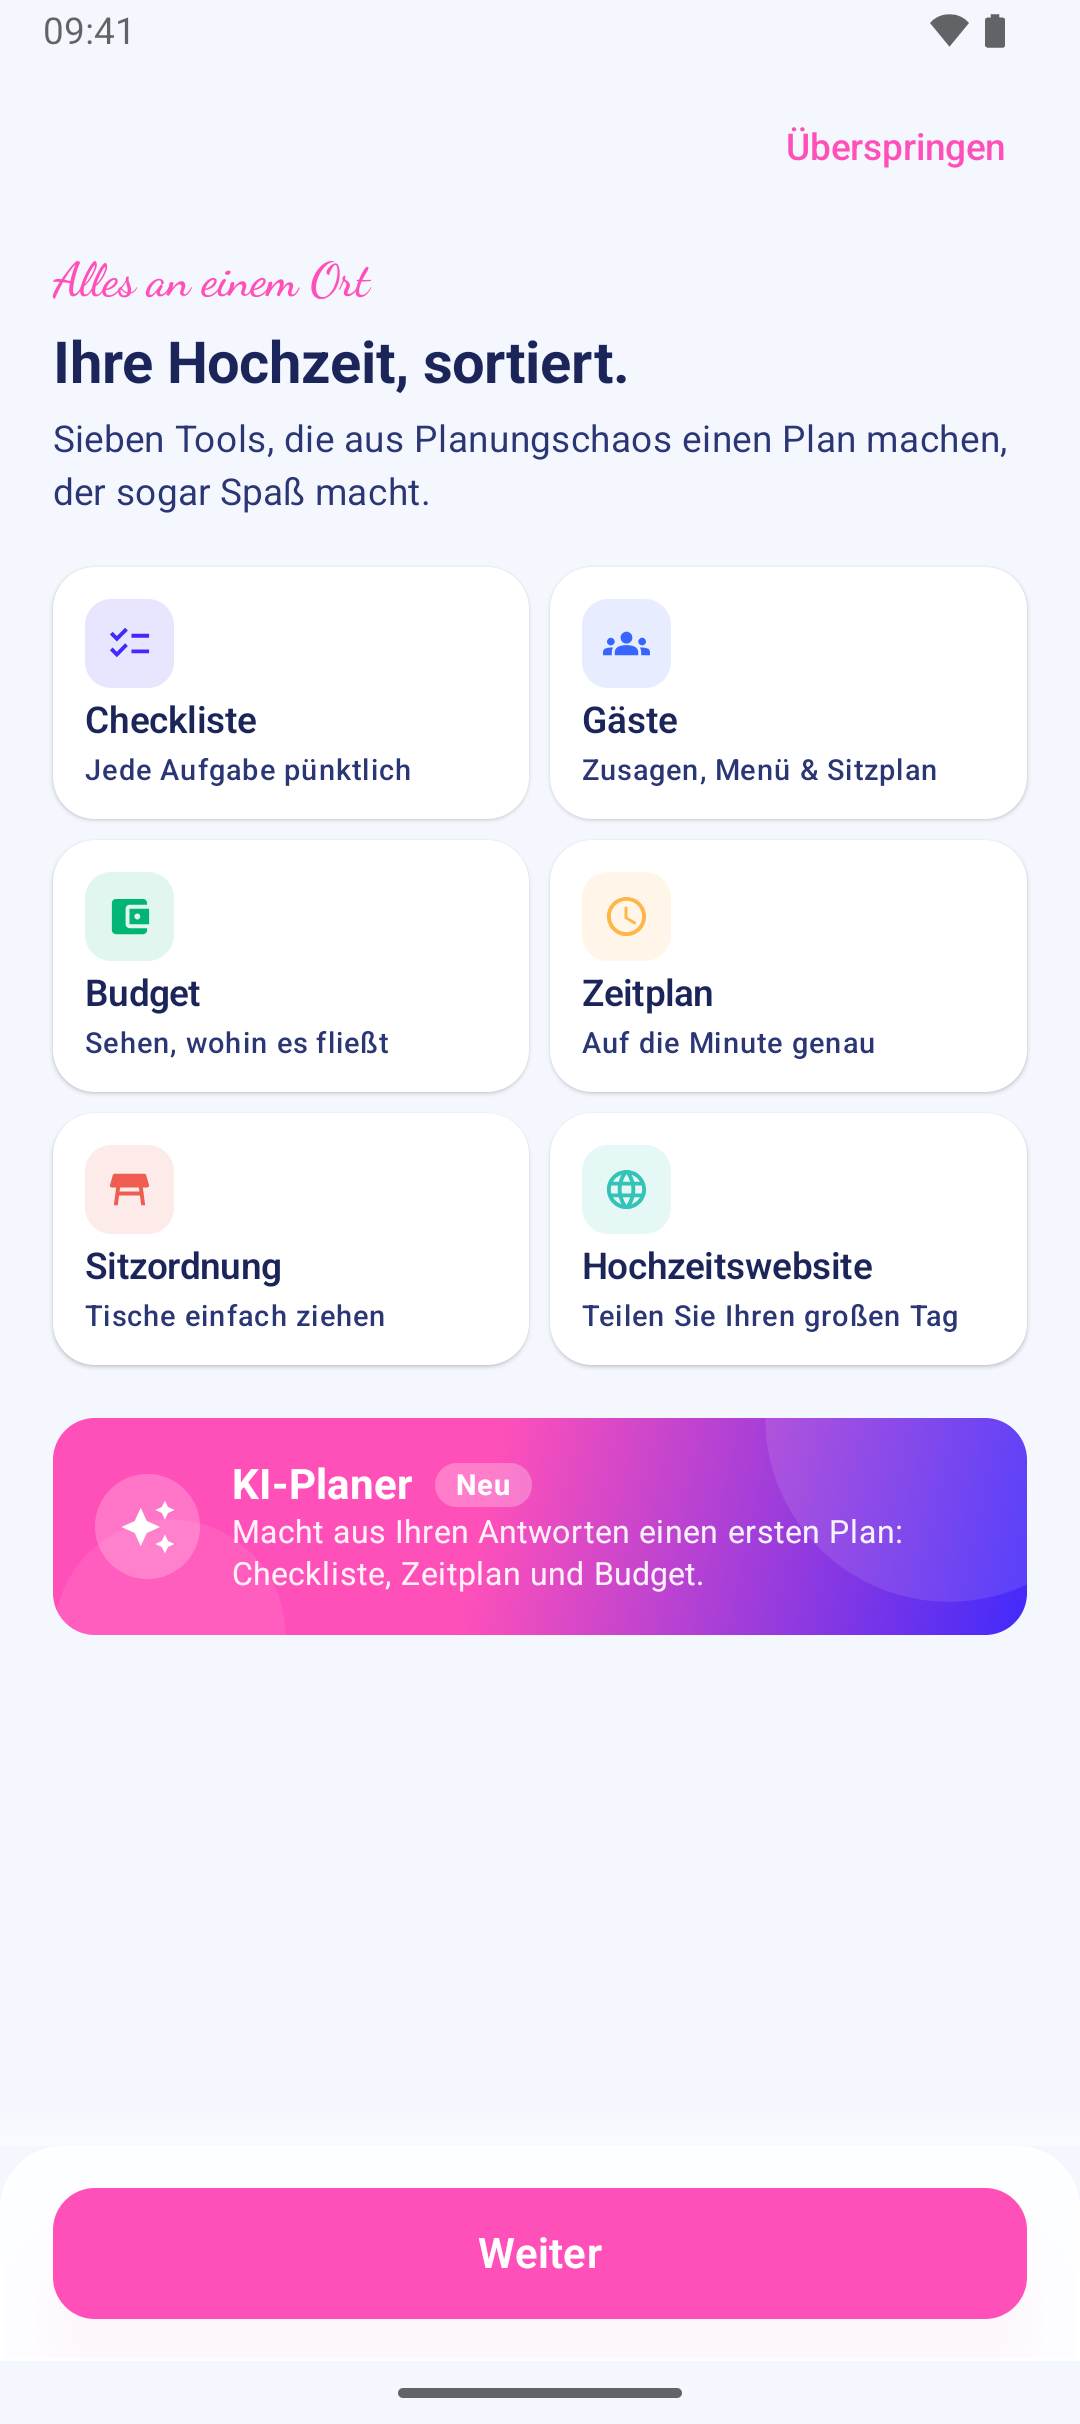 09:41
Überspringen
Alles an einem Ort
Ihre Hochzeit, sortiert.
Sieben Tools, die aus Planungschaos einen Plan machen,
der sogar Spaß macht.
Checkliste
Jede Aufgabe pünktlich
Gäste
Zusagen, Menü & Sitzplan
Budget
Sehen, wohin es fließt
Zeitplan
Auf die Minute genau
Sitzordnung
Tische einfach ziehen
Hochzeitswebsite
Teilen Sie Ihren großen Tag
KI-Planer Neu
Macht aus Ihren Antworten einen ersten Plan:
Checkliste, Zeitplan und Budget.
Weiter